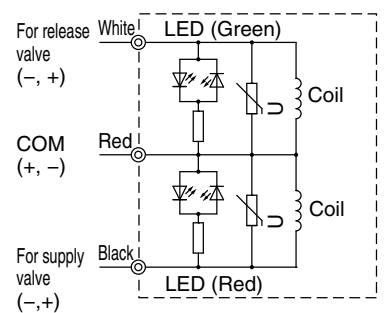 For release White LED (Green)
valve
(−, +)
U
Coil
COM Red
(+, −)
U
Coil
For supply Black
valve
(−,+)
LED (Red)